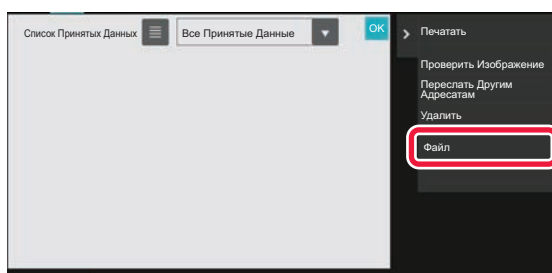 Список Принятых Данных
Все Принятые Данные
OK
Печатать
Проверить Изображение
Переслать Другим
Адресатам
Удалить
Файл